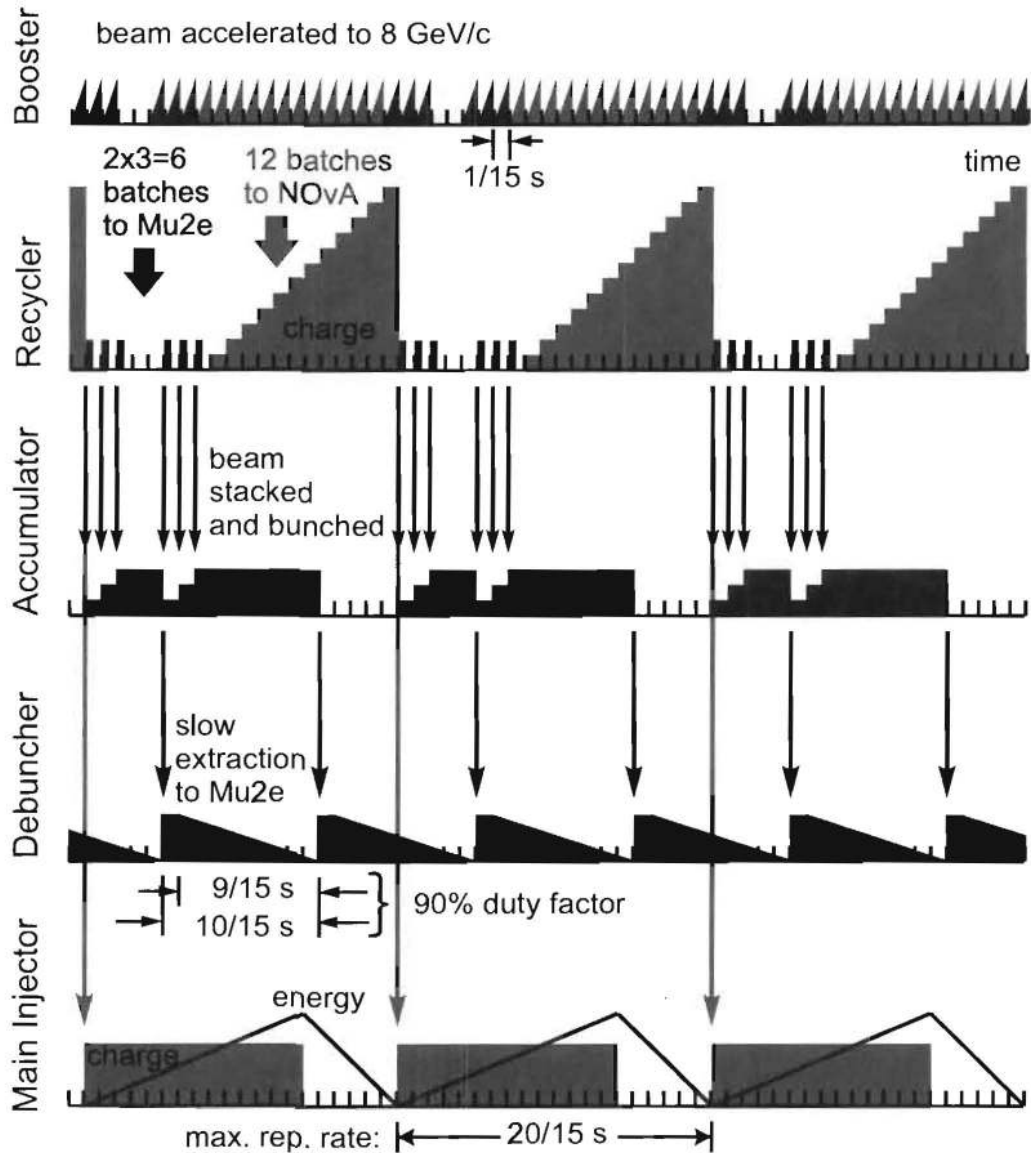 Booster
beam accelerated to 8 GeV/c
1/15 s
time
Recycler
2x3=6
batches
to Mu2e
12 batches
to NOvA
charge
Accumulator
beam
stacked
and bunched
Debuncher
slow
extraction
to Mu2e
9/15 s
10/15 s
90% duty factor
Main Injector
energy
charge
max. rep. rate:
20/15 s